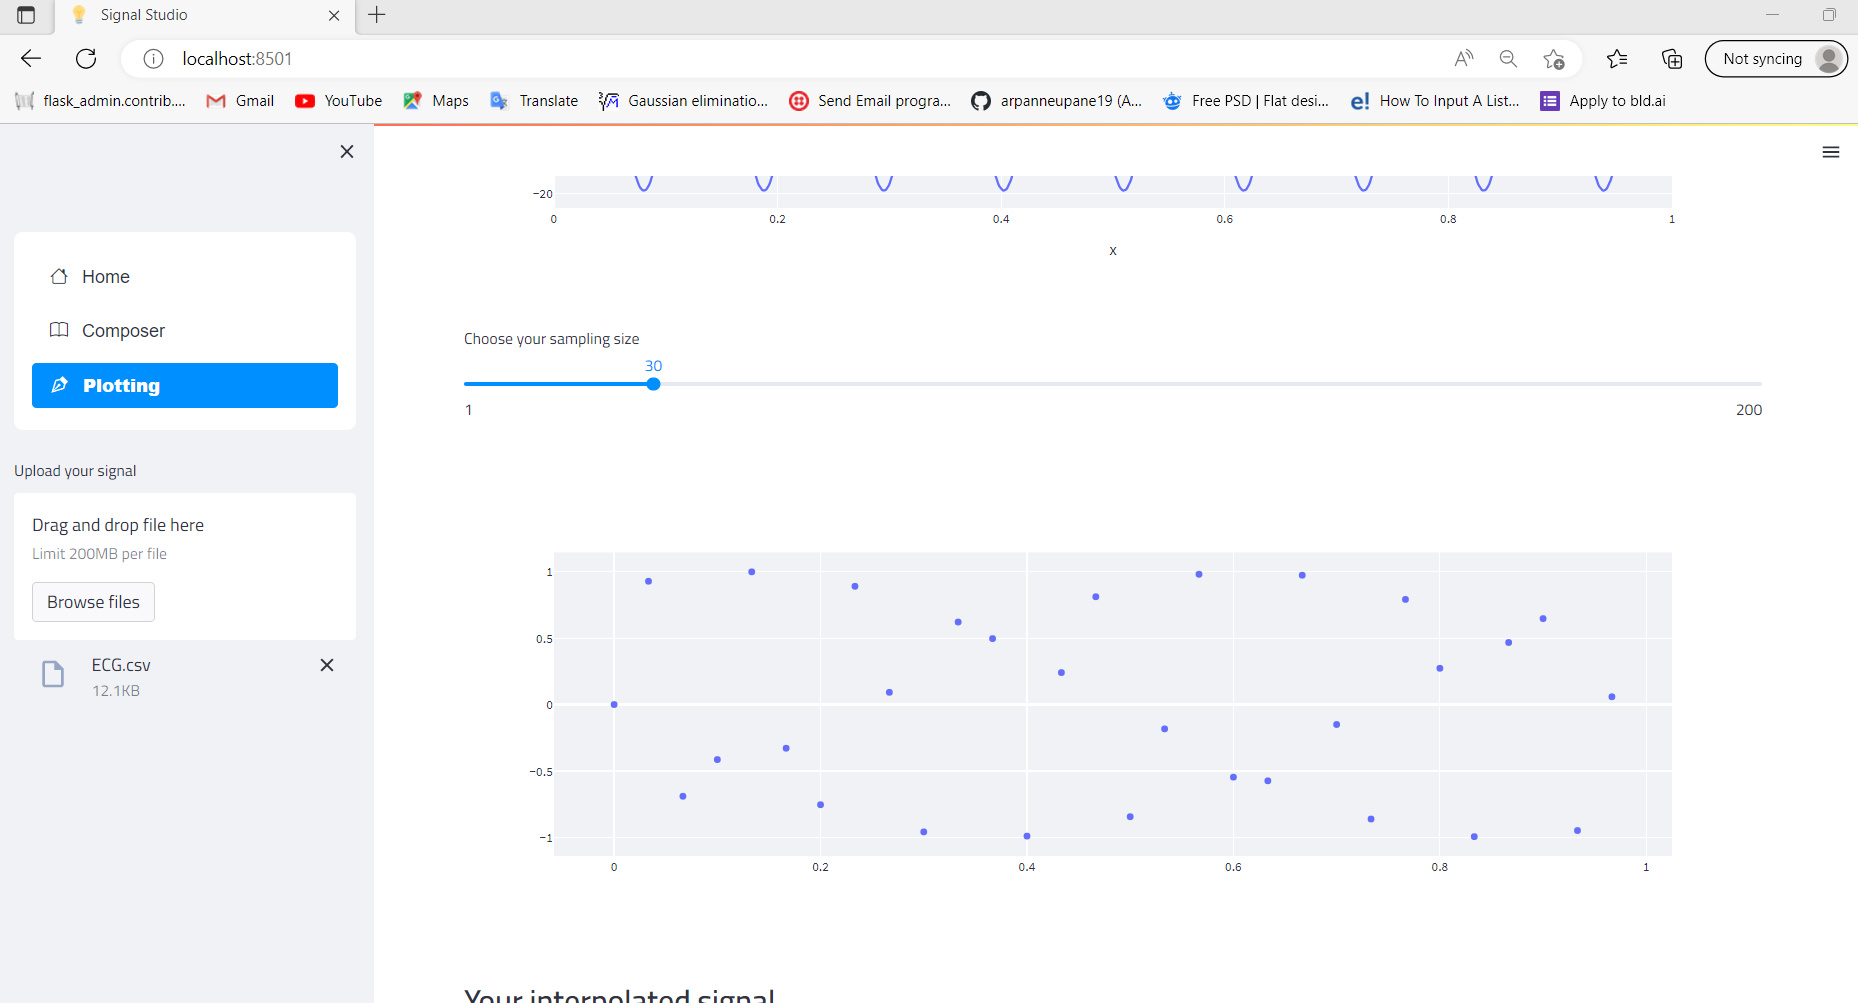 Signal Studio
localhost:8501
Not syncing
flask_admin.contrib....
Gmail
YouTube
Maps
Translate
Gaussian eliminatio...
Send Email progra...
arpanneupane19 (A...
Free PSD | Flat desi...
How To Input A List...
Apply to bld.ai
Home
Composer
Plotting
Upload your signal
Drag and drop file here
Limit 200MB per file
Browse files
ECG.csv
12.1KB
−20
0 0.2 0.4 0.6 0.8 1
x
Choose your sampling size
30
1 200
1
0.5
0
−0.5
−1
0 0.2 0.4 0.6 0.8 1
Your interpolated signal